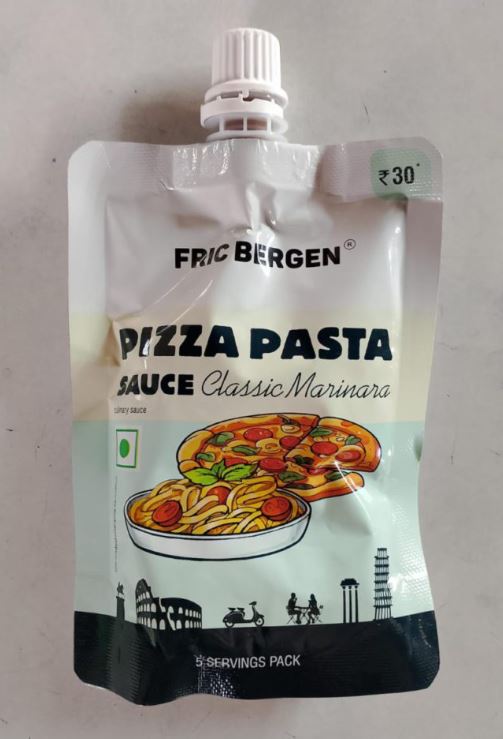 ₹30*
FRIC BERGEN®
PIZZA PASTA
SAUCE Classic Marinara
culinary sauce
5 SERVINGS PACK